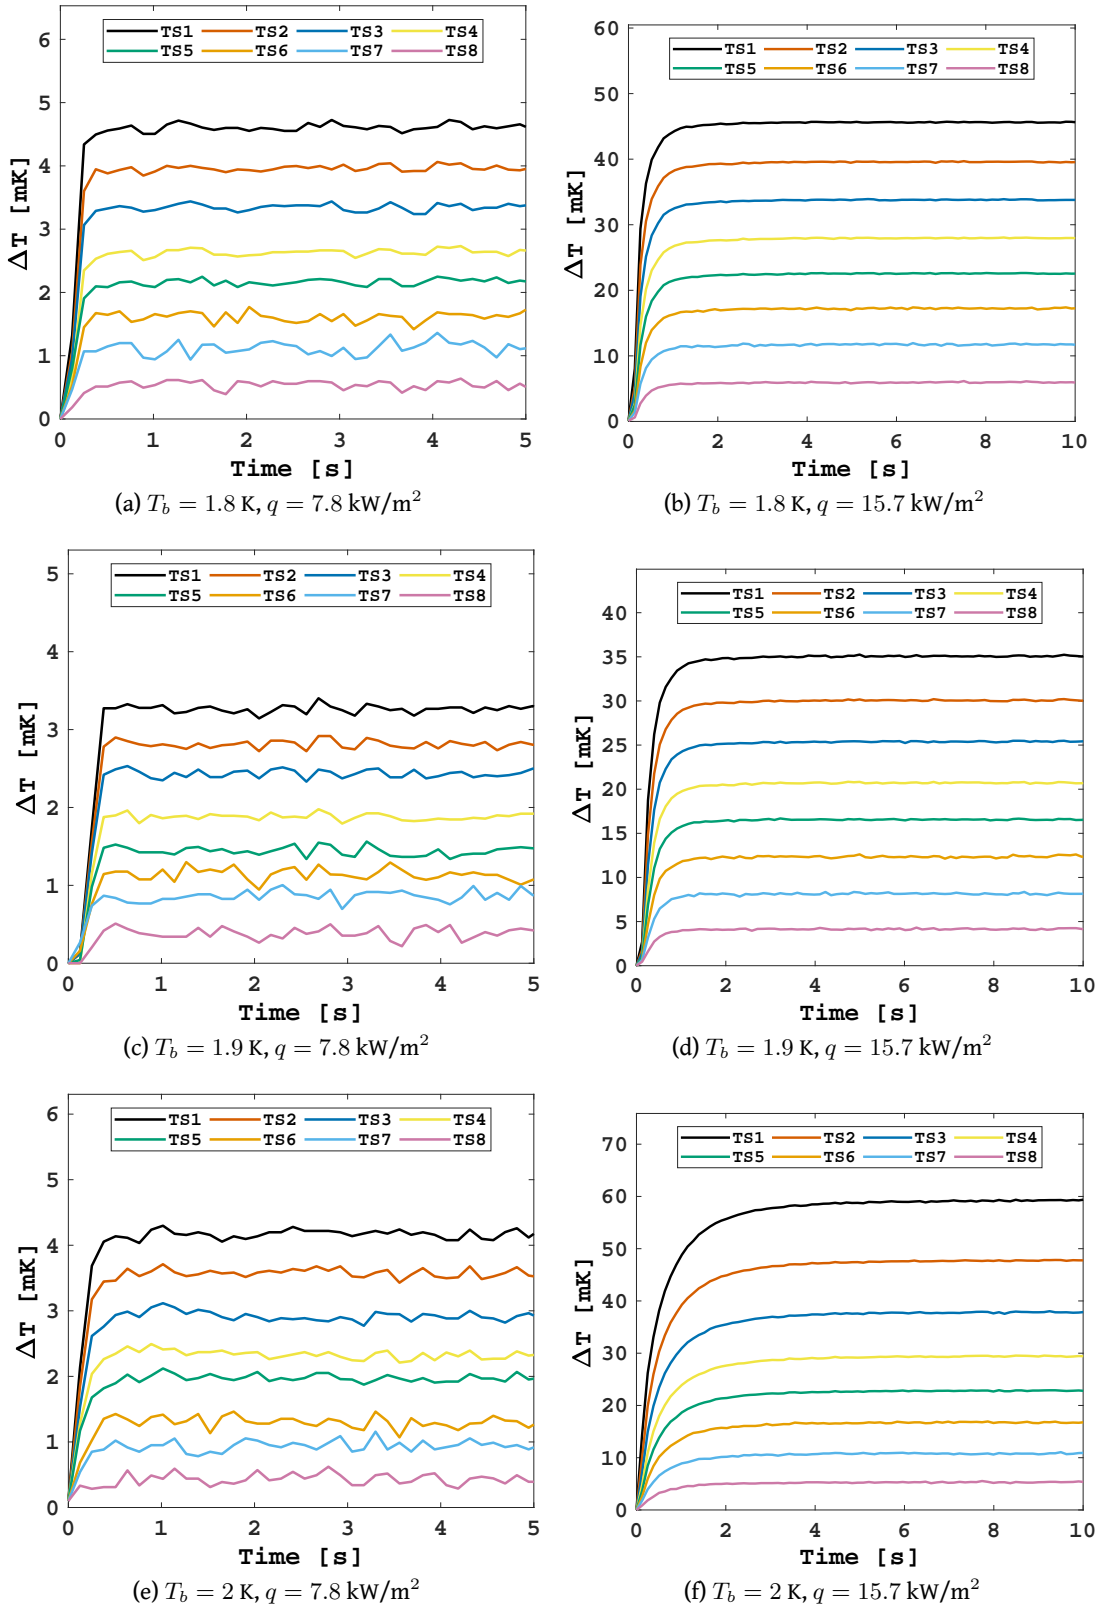 6
5
4
3
2
1
0
ΔT [mK]
TS1 TS2 TS3 TS4
TS5 TS6 TS7 TS8
0 1 2 3 4 5
Time [s]
(a) T_b = 1.8 K, q = 7.8 kW/m²
60
50
40
30
20
10
0
ΔT [mK]
TS1 TS2 TS3 TS4
TS5 TS6 TS7 TS8
0 2 4 6 8 10
Time [s]
(b) T_b = 1.8 K, q = 15.7 kW/m²
5
4
3
2
1
0
ΔT [mK]
TS1 TS2 TS3 TS4
TS5 TS6 TS7 TS8
0 1 2 3 4 5
Time [s]
(c) T_b = 1.9 K, q = 7.8 kW/m²
40
35
30
25
20
15
10
5
0
ΔT [mK]
TS1 TS2 TS3 TS4
TS5 TS6 TS7 TS8
0 2 4 6 8 10
Time [s]
(d) T_b = 1.9 K, q = 15.7 kW/m²
6
5
4
3
2
1
0
ΔT [mK]
TS1 TS2 TS3 TS4
TS5 TS6 TS7 TS8
0 1 2 3 4 5
Time [s]
(e) T_b = 2 K, q = 7.8 kW/m²
70
60
50
40
30
20
10
0
ΔT [mK]
TS1 TS2 TS3 TS4
TS5 TS6 TS7 TS8
0 2 4 6 8 10
Time [s]
(f) T_b = 2 K, q = 15.7 kW/m²